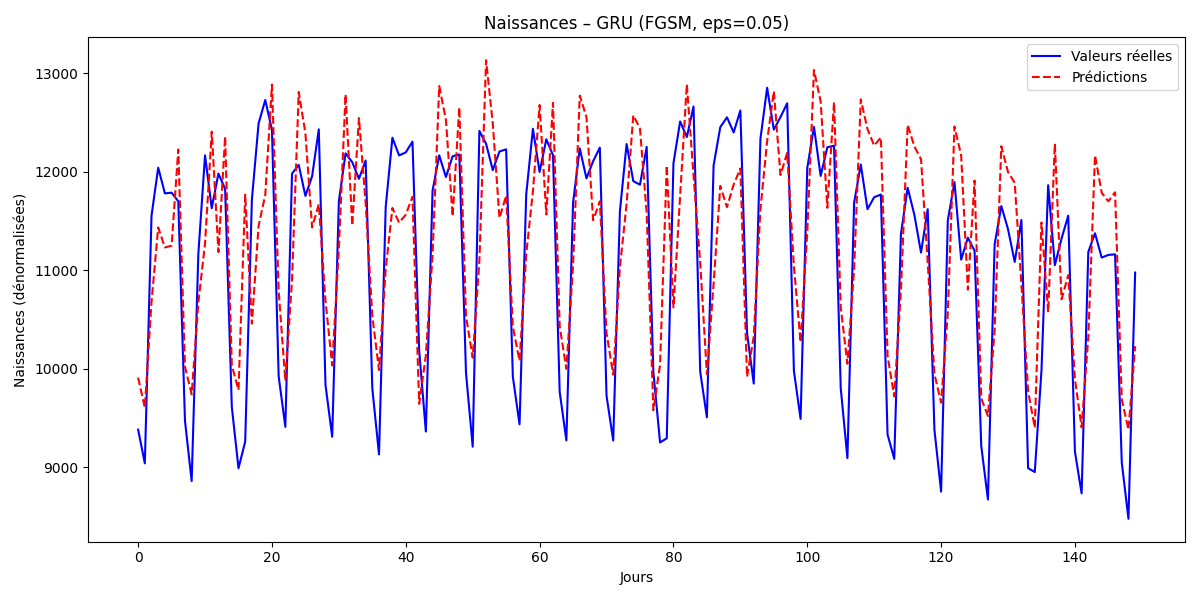 Naissances – GRU (FGSM, eps=0.05)
Valeurs réelles
Prédictions
Naissances (dénormalisées)
13000
12000
11000
10000
9000
0 20 40 60 80 100 120 140
Jours